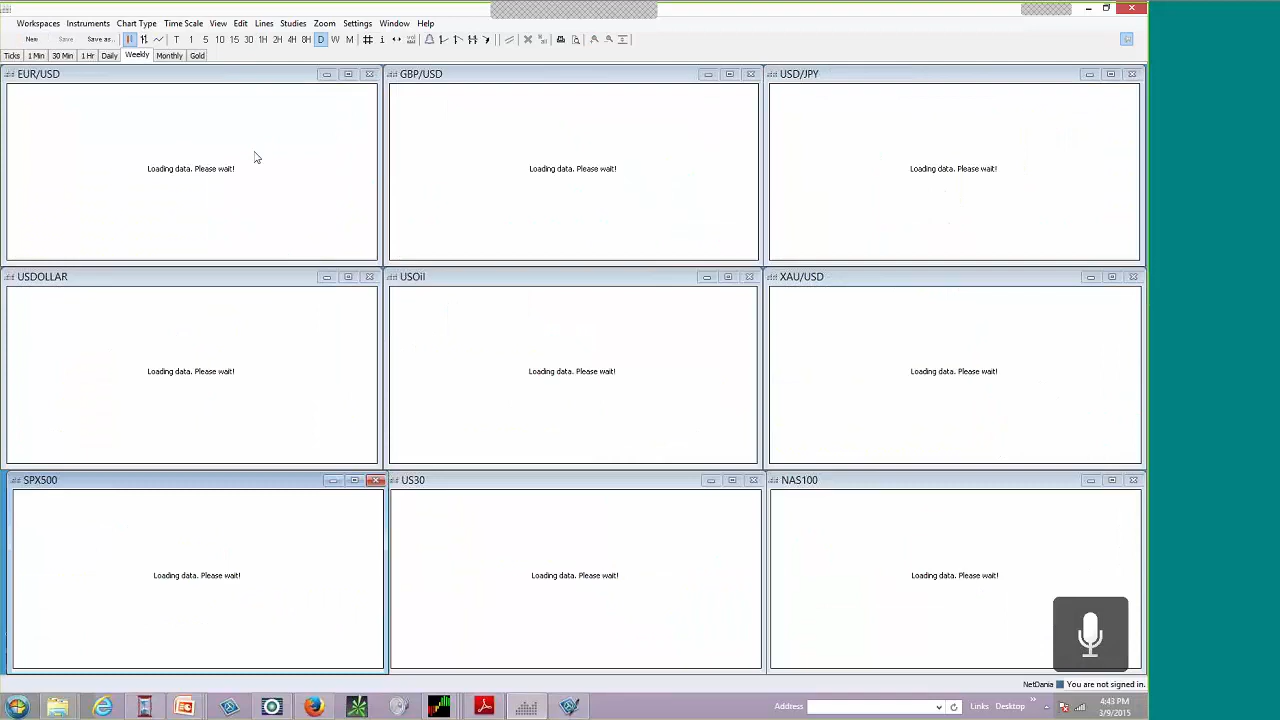 Workspaces Instruments Chart Type Time Scale View Edit Lines Studies Zoom Settings Window Help
New Save Save as.. T 1 5 10 15 30 1H 2H 4H 8H D W M
Ticks 1 Min 30 Min 1 Hr Daily Weekly Monthly Gold
EUR/USD GBP/USD USD/JPY
Loading data. Please wait! Loading data. Please wait! Loading data. Please wait!
USDOLLAR USOil XAU/USD
Loading data. Please wait! Loading data. Please wait! Loading data. Please wait!
SPX500 US30 NAS100
Loading data. Please wait! Loading data. Please wait! Loading data. Please wait!
NetDania You are not signed in.
Address Links Desktop 4:43 PM
3/9/2015